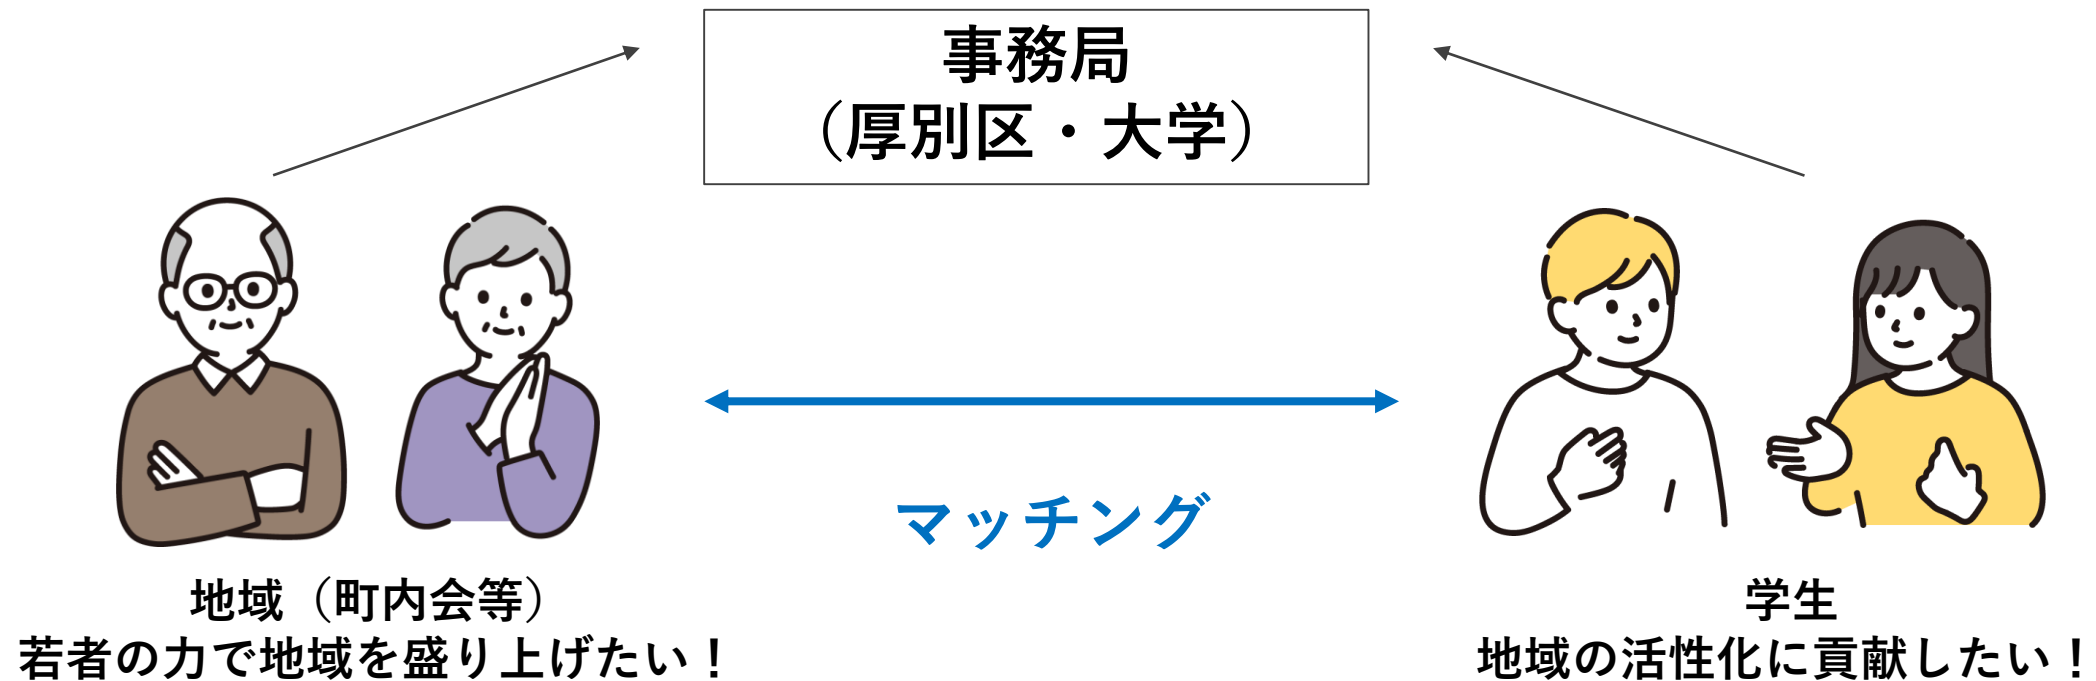 事務局
（厚別区・大学）
マッチング
地域（町内会等）
若者の力で地域を盛り上げたい！
学生
地域の活性化に貢献したい！